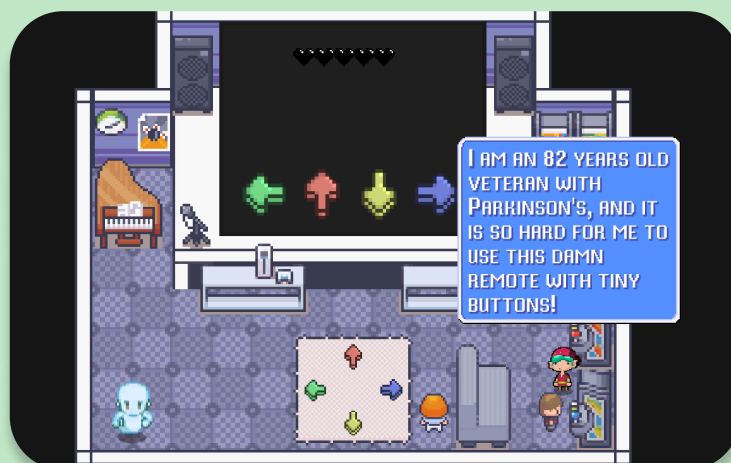 I AM AN 82 YEARS OLD
VETERAN WITH
PARKINSON'S, AND IT
IS SO HARD FOR ME TO
USE THIS DAMN
REMOTE WITH TINY
BUTTONS!